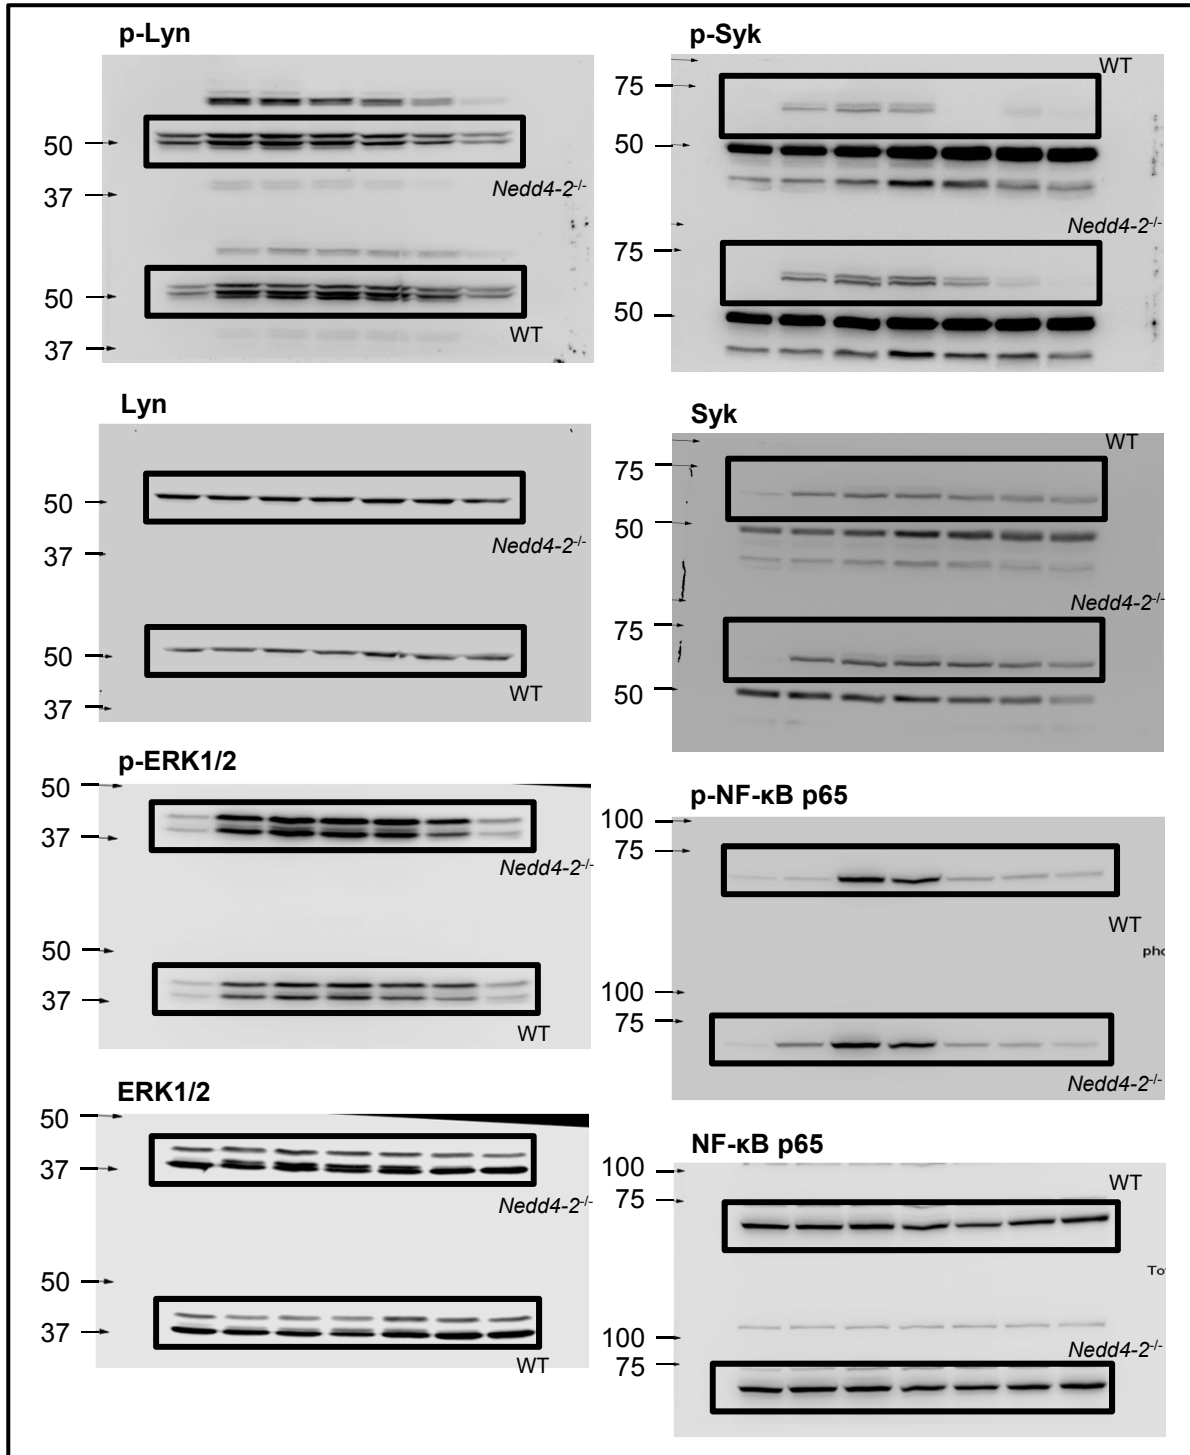 p-Lyn
50
Nedd4-2-/-
37
50
WT
37
Lyn
50
Nedd4-2-/-
37
50
WT
37
p-ERK1/2
50
37
Nedd4-2-/-
50
37
WT
ERK1/2
50
37
Nedd4-2-/-
50
37
WT
p-Syk
WT
75
50
Nedd4-2-/-
75
50
Syk
WT
75
50
Nedd4-2-/-
75
50
p-NF-κB p65
100
75
WT
pho
100
75
Nedd4-2-/-
NF-κB p65
100
WT
75
To
100
Nedd4-2-/-
75